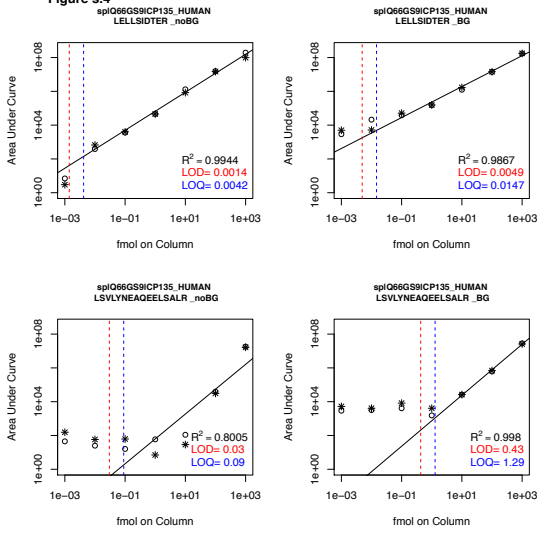 Figure s.4
sp|Q66GS9|CP135_HUMAN
LELLSIDTER _noBG
Area Under Curve
1e+00 1e+04 1e+08
R² = 0.9944
LOD= 0.0014
LOQ= 0.0042
1e−03 1e−01 1e+01 1e+03
fmol on Column
sp|Q66GS9|CP135_HUMAN
LELLSIDTER _BG
Area Under Curve
1e+00 1e+04 1e+08
R² = 0.9867
LOD= 0.0049
LOQ= 0.0147
1e−03 1e−01 1e+01 1e+03
fmol on Column
sp|Q66GS9|CP135_HUMAN
LSVLYNEAQEELSALR _noBG
Area Under Curve
1e+00 1e+04 1e+08
R² = 0.8005
LOD= 0.03
LOQ= 0.09
1e−03 1e−01 1e+01 1e+03
fmol on Column
sp|Q66GS9|CP135_HUMAN
LSVLYNEAQEELSALR _BG
Area Under Curve
1e+00 1e+04 1e+08
R² = 0.998
LOD= 0.43
LOQ= 1.29
1e−03 1e−01 1e+01 1e+03
fmol on Column